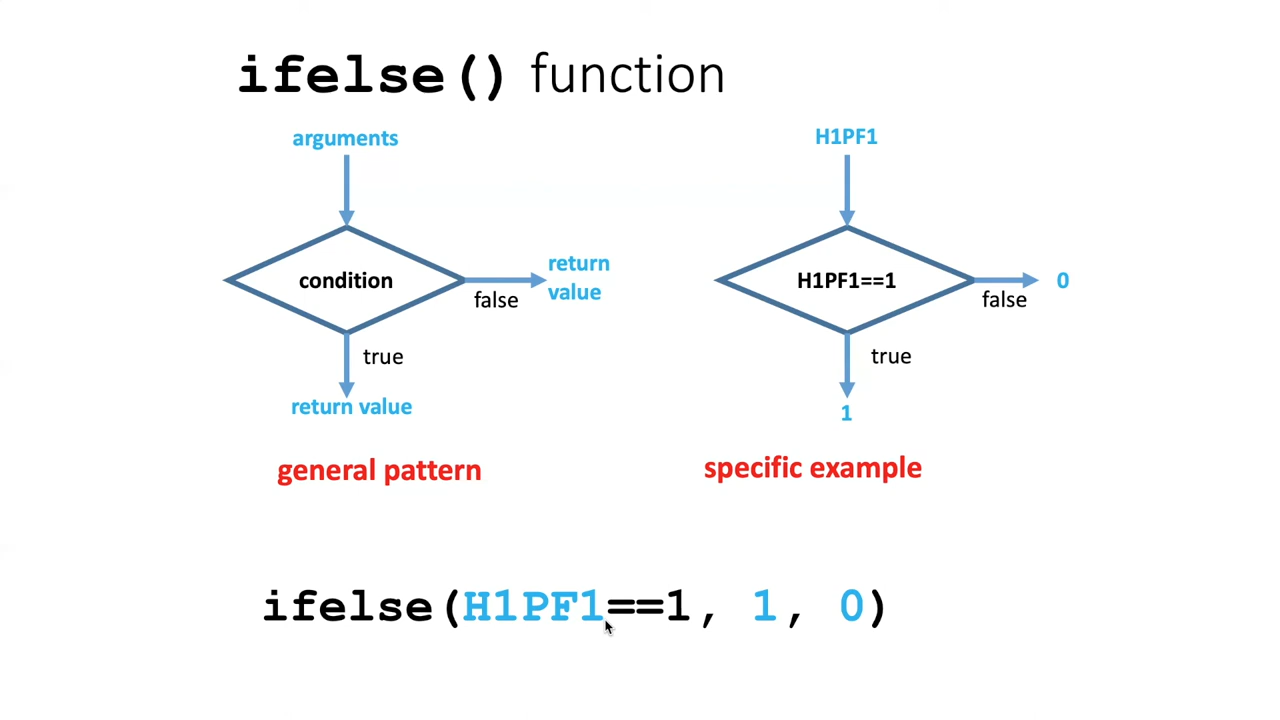 ifelse() function
arguments
condition
false
return
value
true
return value
general pattern
H1PF1
H1PF1==1
false
0
true
1
specific example
ifelse(H1PF1==1, 1, 0)